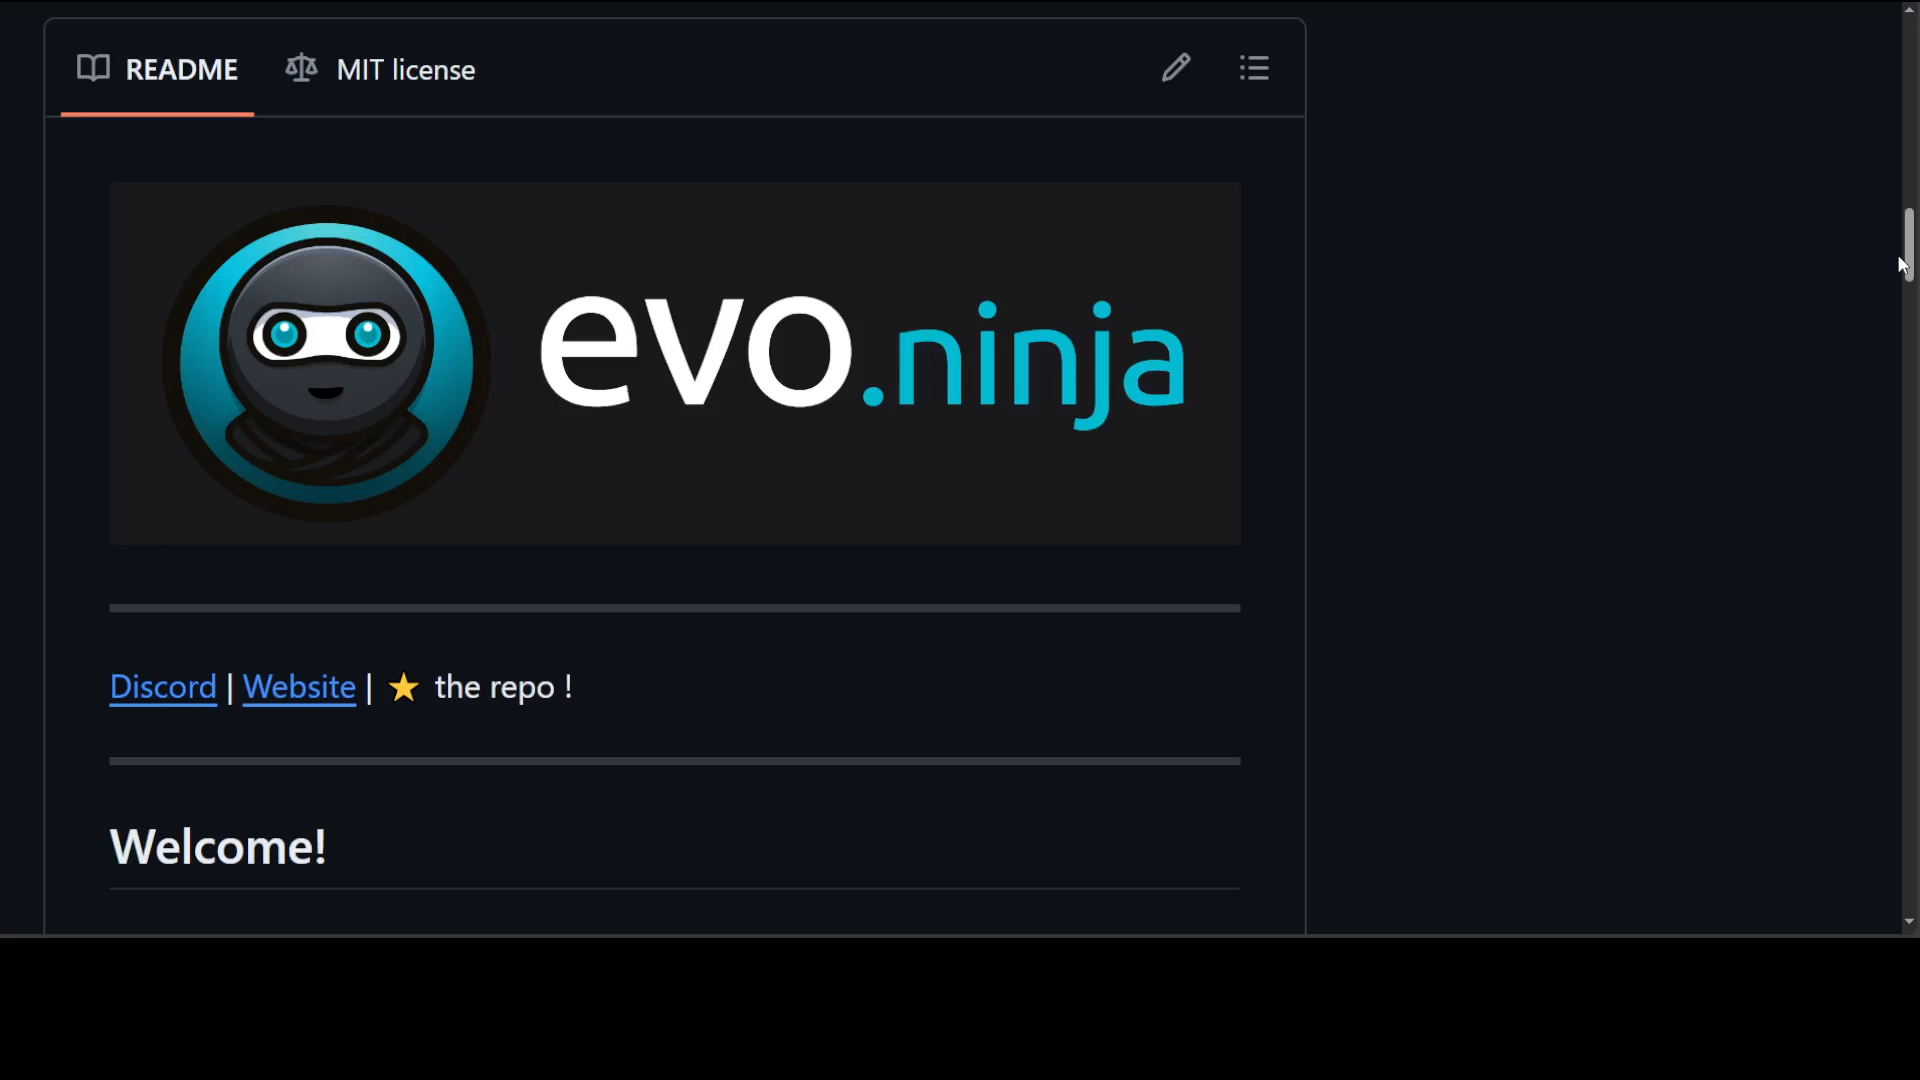 README MIT license
evo.ninja
Discord | Website | ⭐ the repo !
Welcome!